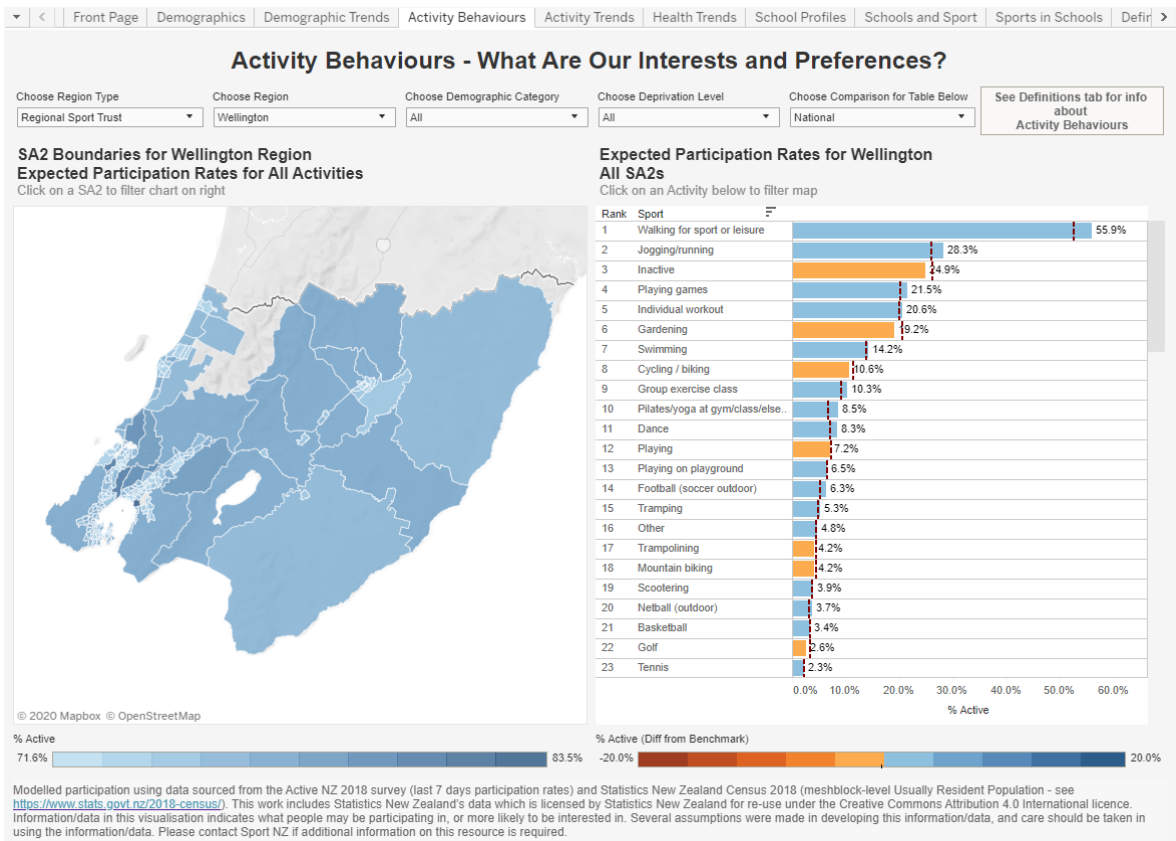 Front Page
Demographics
Demographic Trends
Activity Behaviours
Activity Trends
Health Trends
School Profiles
Schools and Sport
Sports in Schools
Defir
Activity Behaviours - What Are Our Interests and Preferences?
Choose Region Type
Choose Region
Choose Demographic Category
Choose Deprivation Level
Choose Comparison for Table Below
Regional Sport Trust
Wellington
All
All
National
See Definitions tab for info
about
Activity Behaviours
SA2 Boundaries for Wellington Region
Expected Participation Rates for All Activities
Click on a SA2 to filter chart on right
© 2020 Mapbox © OpenStreetMap
% Active
71.6%
83.5%
Expected Participation Rates for Wellington
All SA2s
Click on an Activity below to filter map
Rank Sport
1 Walking for sport or leisure 55.9%
2 Jogging/running 28.3%
3 Inactive 24.9%
4 Playing games 21.5%
5 Individual workout 20.6%
6 Gardening 19.2%
7 Swimming 14.2%
8 Cycling / biking 10.6%
9 Group exercise class 10.3%
10 Pilates/yoga at gym/class/else.. 8.5%
11 Dance 8.3%
12 Playing 7.2%
13 Playing on playground 6.5%
14 Football (soccer outdoor) 6.3%
15 Tramping 5.3%
16 Other 4.8%
17 Trampolining 4.2%
18 Mountain biking 4.2%
19 Scootering 3.9%
20 Netball (outdoor) 3.7%
21 Basketball 3.4%
22 Golf 2.6%
23 Tennis 2.3%
0.0% 10.0% 20.0% 30.0% 40.0% 50.0% 60.0%
% Active
% Active (Diff from Benchmark)
-20.0%
20.0%
Modelled participation using data sourced from the Active NZ 2018 survey (last 7 days participation rates) and Statistics New Zealand Census 2018 (meshblock-level Usually Resident Population - see
https://www.stats.govt.nz/2018-census/). This work includes Statistics New Zealand's data which is licensed by Statistics New Zealand for re-use under the Creative Commons Attribution 4.0 International licence.
Information/data in this visualisation indicates what people may be participating in, or more likely to be interested in. Several assumptions were made in developing this information/data, and care should be taken in
using the information/data. Please contact Sport NZ if additional information on this resource is required.